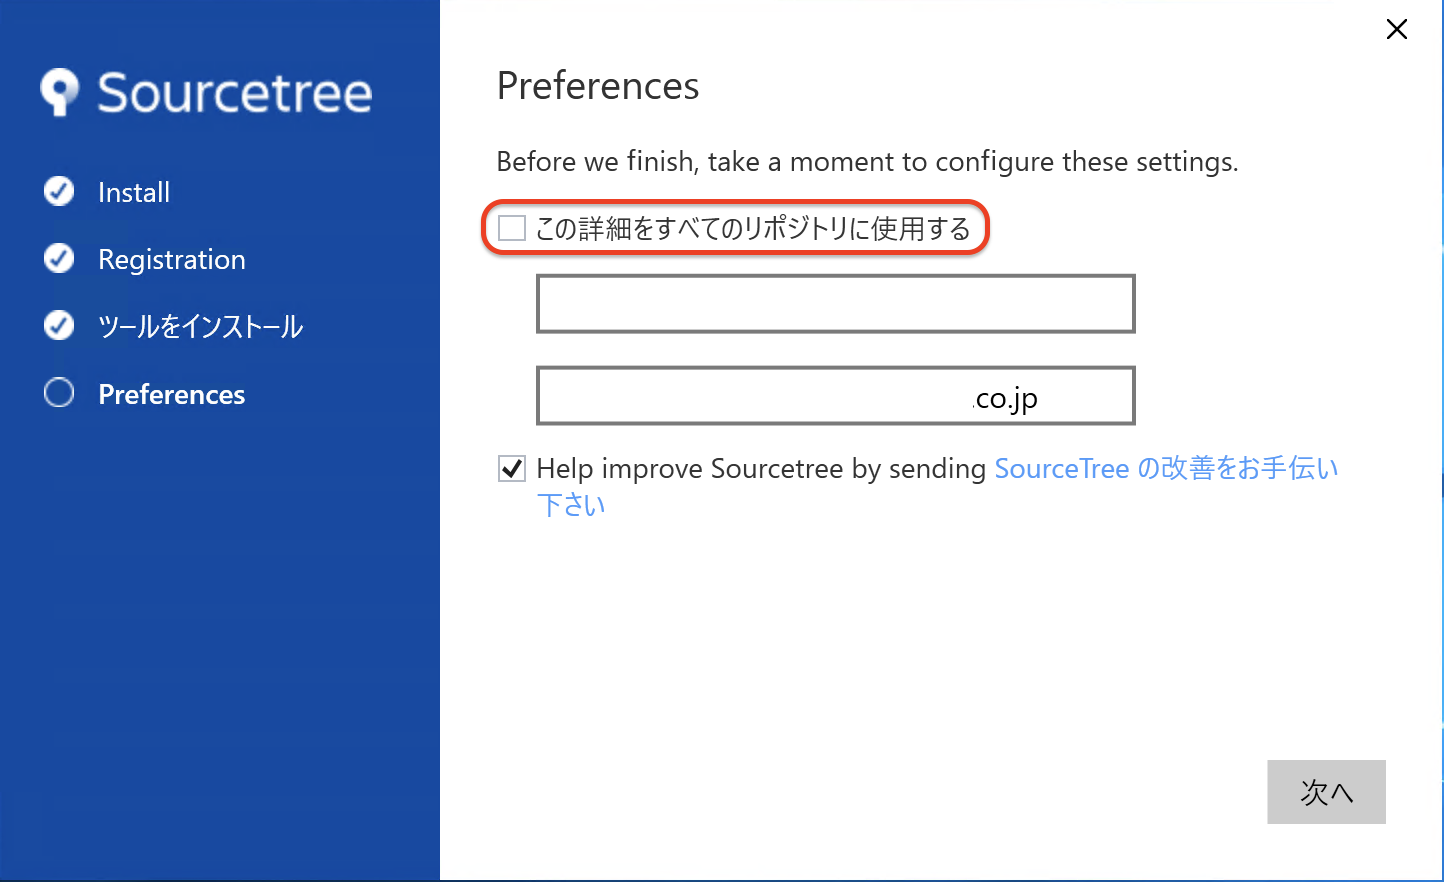 Sourcetree
Install
Registration
ツールをインストール
Preferences
Preferences
Before we finish, take a moment to configure these settings.
この詳細をすべてのリポジトリに使用する
.co.jp
Help improve Sourcetree by sending SourceTree の改善をお手伝い
下さい
次へ